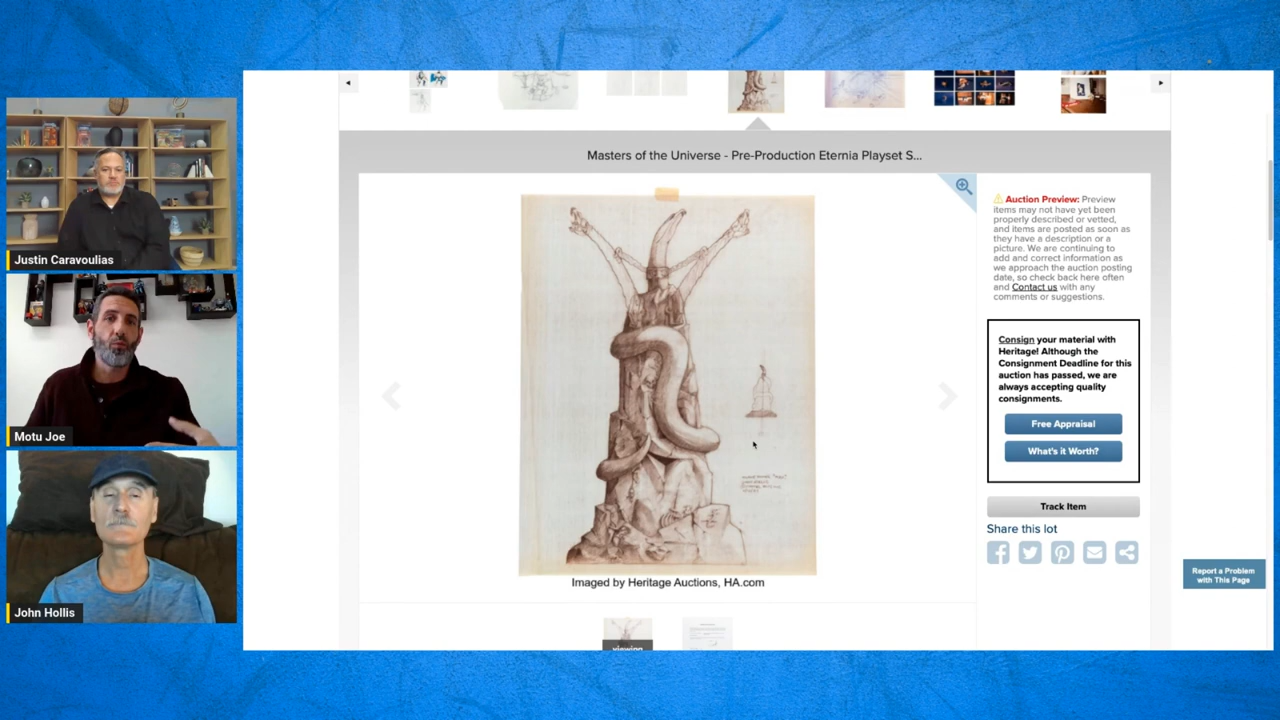 Justin Caravoulias
Motu Joe
John Hollis
Masters of the Universe - Pre-Production Eternia Playset S...
Imaged by Heritage Auctions, HA.com
viewing
Auction Preview: Preview
items may not have yet been
properly described or vetted,
and items are posted as soon as
they have a description or a
picture. We are continuing to
add and correct information as
we approach the auction posting
date, so check back here often
and Contact us with any
comments or suggestions.
Consign your material with
Heritage! Although the
Consignment Deadline for this
auction has passed, we are
always accepting quality
consignments.
Free Appraisal
What's it Worth?
Track Item
Share this lot
Report a Problem
with This Page